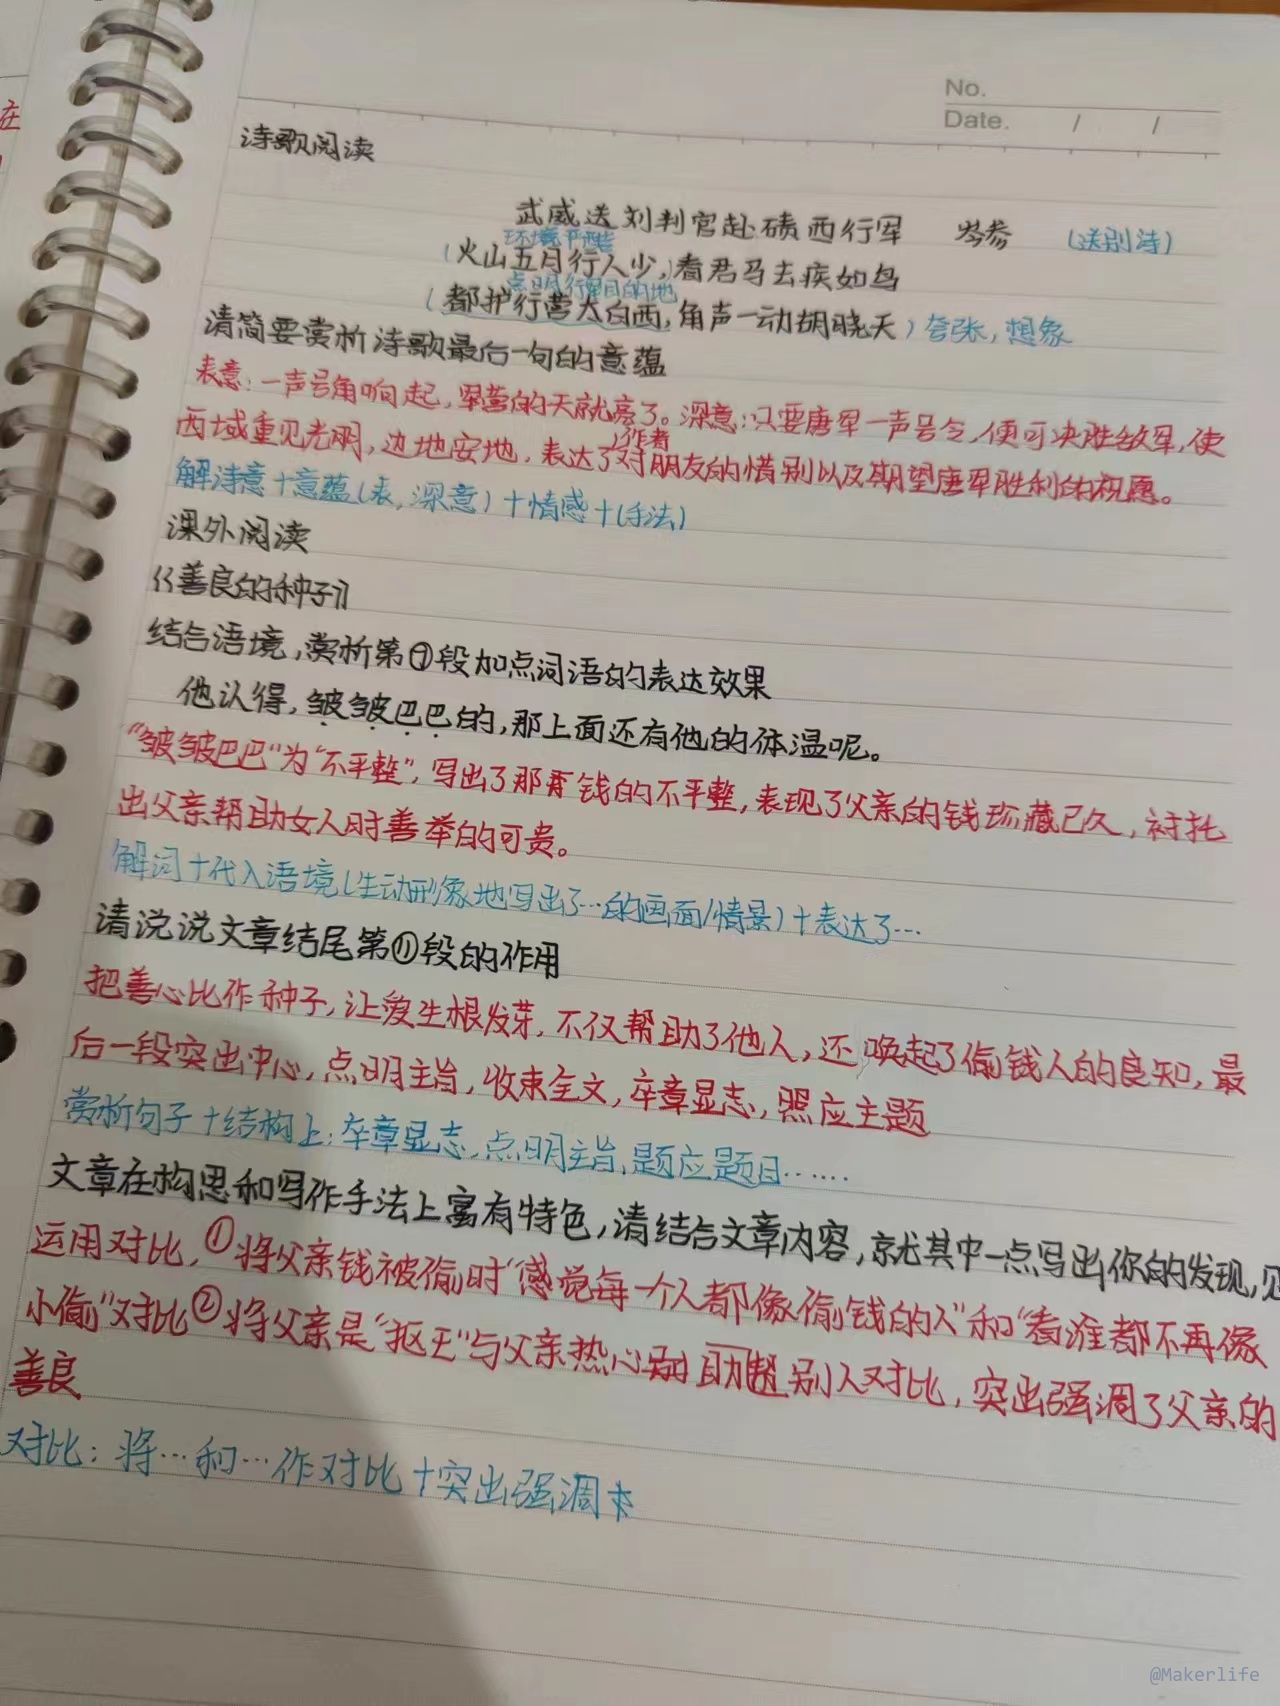 在
No.
Date. / /
诗歌阅读
武威送刘判官赴碛西行军 岑参 (送别诗)
(火山五月行人少,看君马去疾如鸟
点明行军目的地
(都护行营太白西,角声一动胡晓天) 夸张,想象
请简要赏析诗歌最后一句的意蕴
表意:一声号角响起,军营的天就亮了。深意:只要唐军一声号令,便可决胜敌军,使
作者
西域重见光明,边地安地,表达了对朋友的惜别以及期望唐军胜利的祝愿。
解诗意+意蕴(表,深意)+情感+(手法)
课外阅读
《善良的种子》
结合语境,赏析第⑦段加点词语的表达效果
他认得,皱皱巴巴的,那上面还有他的体温呢。
“皱皱巴巴”为“不平整”,写出了那钱的不平整,表现了父亲的钱珍藏已久,衬托
出父亲帮助女人时善举的可贵。
解词+代入语境(生动形象地写出了…的画面/情景)+表达了…
请说说文章结尾第⑪段的作用
把善心比作种子,让爱生根发芽,不仅帮助了他人,还唤起了偷钱人的良知,最
后一段突出中心,点明主旨,收束全文,卒章显志,照应主题
赏析句子+结构上:卒章显志,点明主旨,题应题目……
文章在构思和写作手法上富有特色,请结合文章内容,就其中一点写出你的发现,见
运用对比,①将父亲钱被偷时“感觉每一个人都像偷钱的人”和“看谁都不再像
小偷”对比②将父亲是“抠王”与父亲热心助别人对比,突出强调了父亲的
善良
对比:将…和…作对比+突出强调
@Makerlife